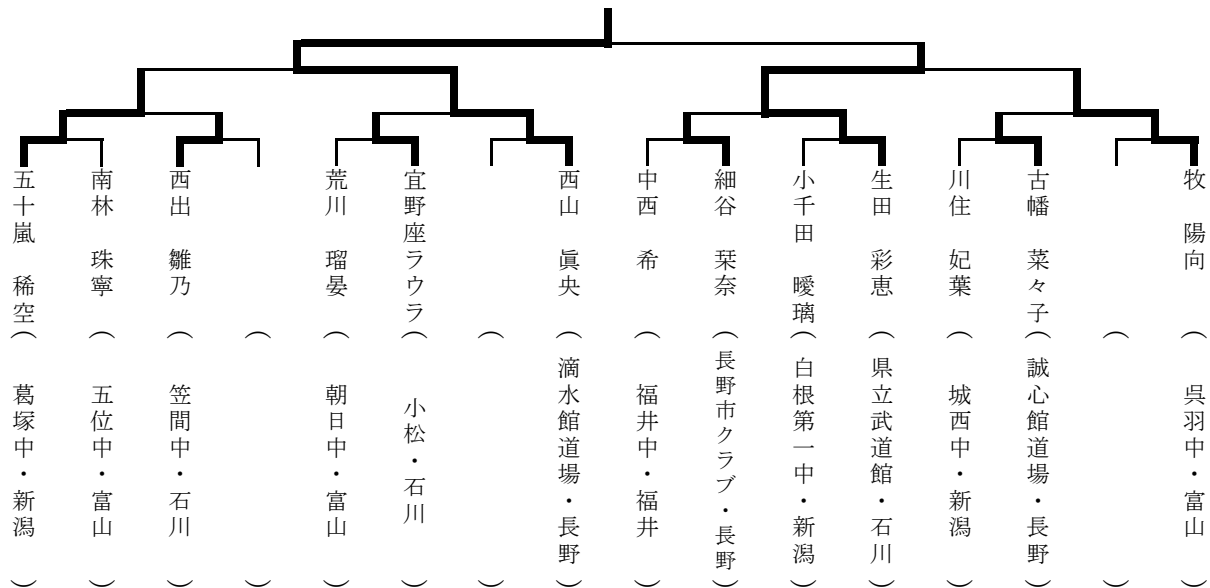 五十嵐 稀空（ 葛塚中・新潟 ）
南林 珠寧（ 五位中・富山 ）
西出 雛乃（ 笠間中・石川 ）
（ ）
荒川 瑠晏（ 朝日中・富山 ）
宜野座ラウラ（ 小松・石川 ）
（ ）
西山 眞央（ 滴水館道場・長野 ）
中西 希（ 福井中・福井 ）
細谷 栞奈（ 長野市クラブ・長野 ）
小千田 曖璃（ 白根第一中・新潟 ）
生田 彩恵（ 県立武道館・石川 ）
川住 妃葉（ 城西中・新潟 ）
古幡 菜々子（ 誠心館道場・長野 ）
（ ）
牧 陽向（ 呉羽中・富山 ）